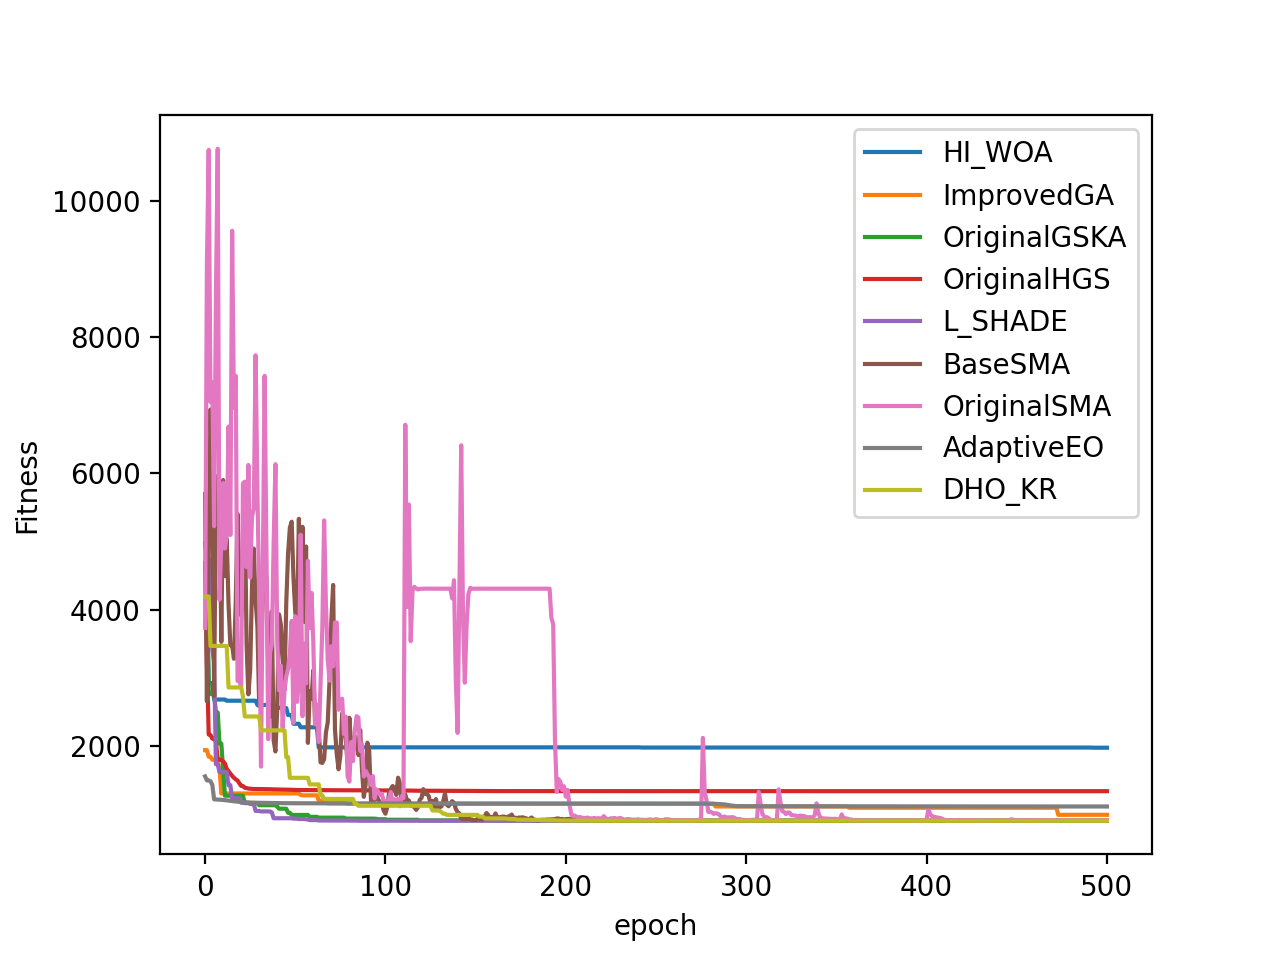 Fitness
10000
8000
6000
4000
2000
HI_WOA
ImprovedGA
OriginalGSKA
OriginalHGS
L_SHADE
BaseSMA
OriginalSMA
AdaptiveEO
DHO_KR
0 100 200 300 400 500
epoch